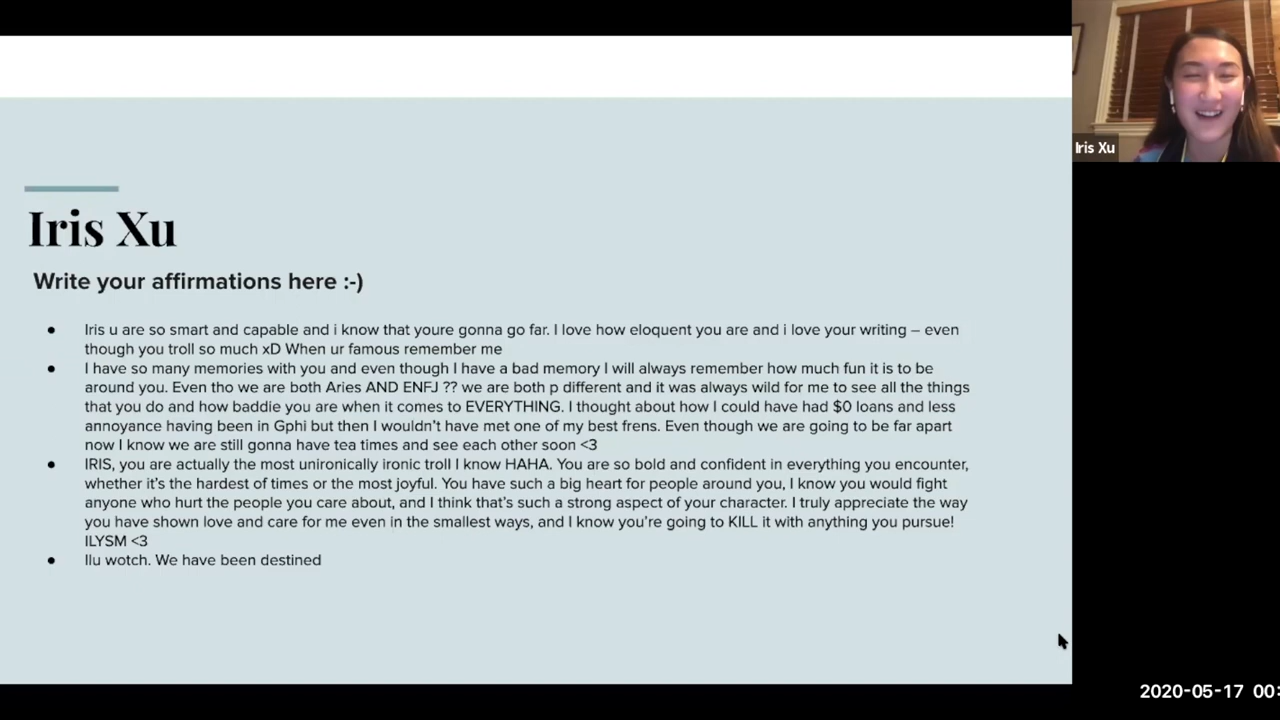 Iris Xu
Iris Xu
Write your affirmations here :-)
● Iris u are so smart and capable and i know that youre gonna go far. I love how eloquent you are and i love your writing – even
though you troll so much xD When ur famous remember me
● I have so many memories with you and even though I have a bad memory I will always remember how much fun it is to be
around you. Even tho we are both Aries AND ENFJ ?? we are both p different and it was always wild for me to see all the things
that you do and how baddie you are when it comes to EVERYTHING. I thought about how I could have had $0 loans and less
annoyance having been in Gphi but then I wouldn't have met one of my best frens. Even though we are going to be far apart
now I know we are still gonna have tea times and see each other soon <3
● IRIS, you are actually the most unironically ironic troll I know HAHA. You are so bold and confident in everything you encounter,
whether it's the hardest of times or the most joyful. You have such a big heart for people around you, I know you would fight
anyone who hurt the people you care about, and I think that's such a strong aspect of your character. I truly appreciate the way
you have shown love and care for me even in the smallest ways, and I know you're going to KILL it with anything you pursue!
ILYSM <3
● Ilu wotch. We have been destined
2020-05-17 00: